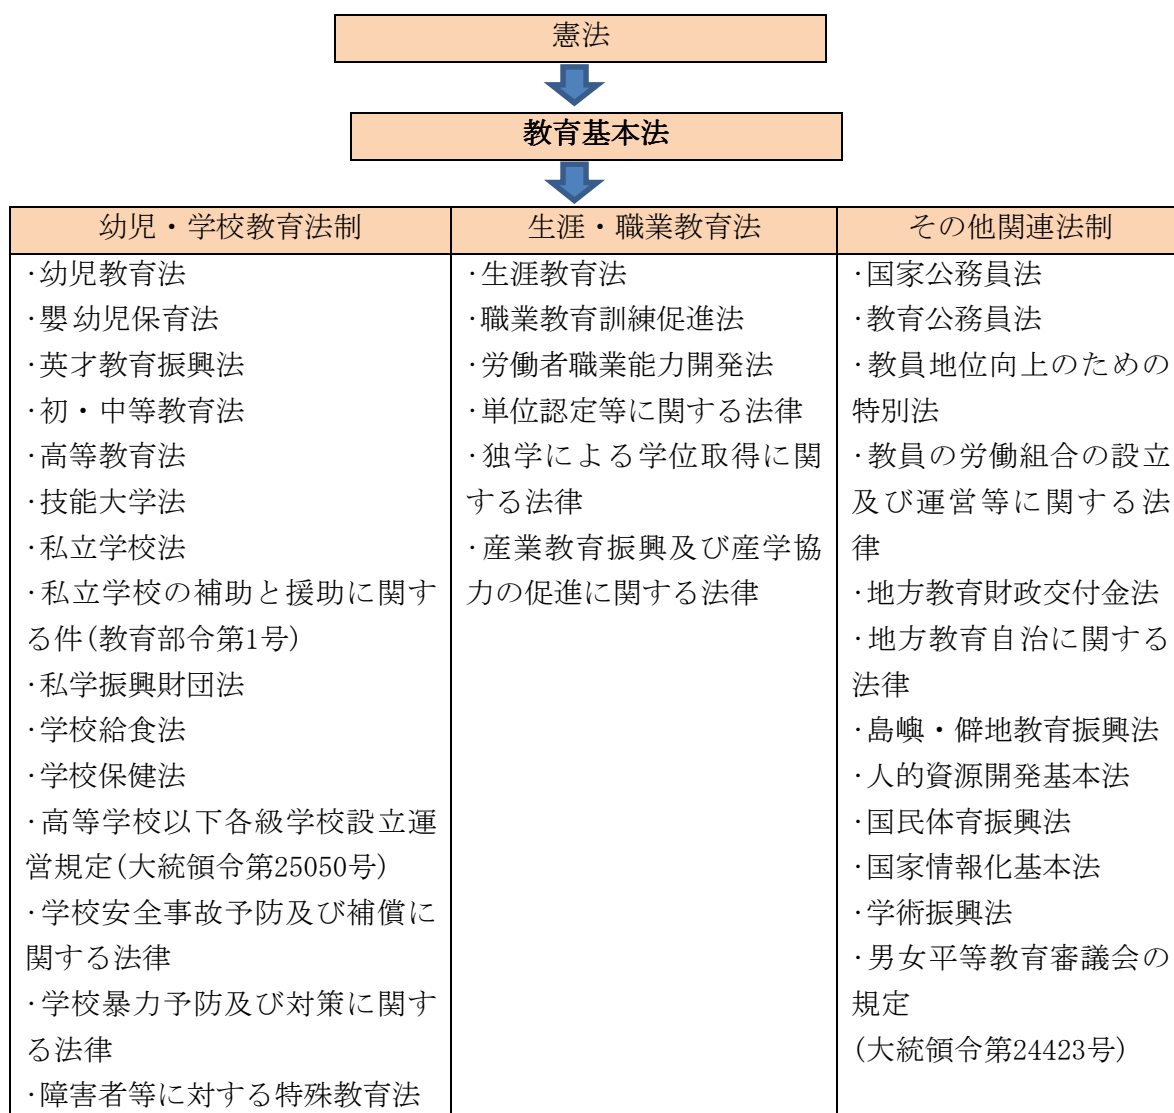 憲法
教育基本法
幼児・学校教育法制
·幼児教育法
·嬰幼児保育法
·英才教育振興法
·初・中等教育法
·高等教育法
·技能大学法
·私立学校法
·私立学校の補助と援助に関す
る件(教育部令第1号)
·私学振興財団法
·学校給食法
·学校保健法
·高等学校以下各級学校設立運
営規定(大統領令第25050号)
·学校安全事故予防及び補償に
関する法律
·学校暴力予防及び対策に関す
る法律
·障害者等に対する特殊教育法
生涯・職業教育法
·生涯教育法
·職業教育訓練促進法
·労働者職業能力開発法
·単位認定等に関する法律
·独学による学位取得に関
する法律
·産業教育振興及び産学協
力の促進に関する法律
その他関連法制
·国家公務員法
·教育公務員法
·教員地位向上のための
特別法
·教員の労働組合の設立
及び運営等に関する法
律
·地方教育財政交付金法
·地方教育自治に関する
法律
·島嶼・僻地教育振興法
·人的資源開発基本法
·国民体育振興法
·国家情報化基本法
·学術振興法
·男女平等教育審議会の
規定
(大統領令第24423号)